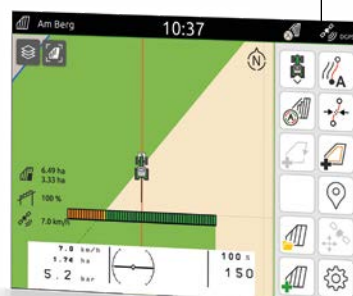 Am Berg
10:37
DGPS
N
A
6.49 ha
3.33 ha
100 %
7.0 km/h
7.0 km/h
1.74 ha
5.2 bar
100 %
150